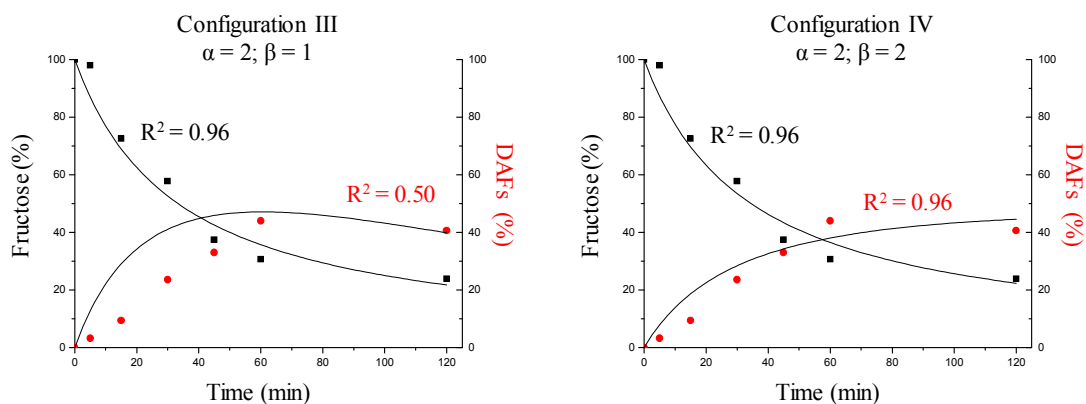 Configuration III
α = 2; β = 1
100
80
60
40
20
0
Fructose (%)
R² = 0.96
R² = 0.50
100
80
60
40
20
0
DAFs (%)
0 20 40 60 80 100 120
Time (min)
Configuration IV
α = 2; β = 2
100
80
60
40
20
0
Fructose (%)
R² = 0.96
R² = 0.96
100
80
60
40
20
0
DAFs (%)
0 20 40 60 80 100 120
Time (min)